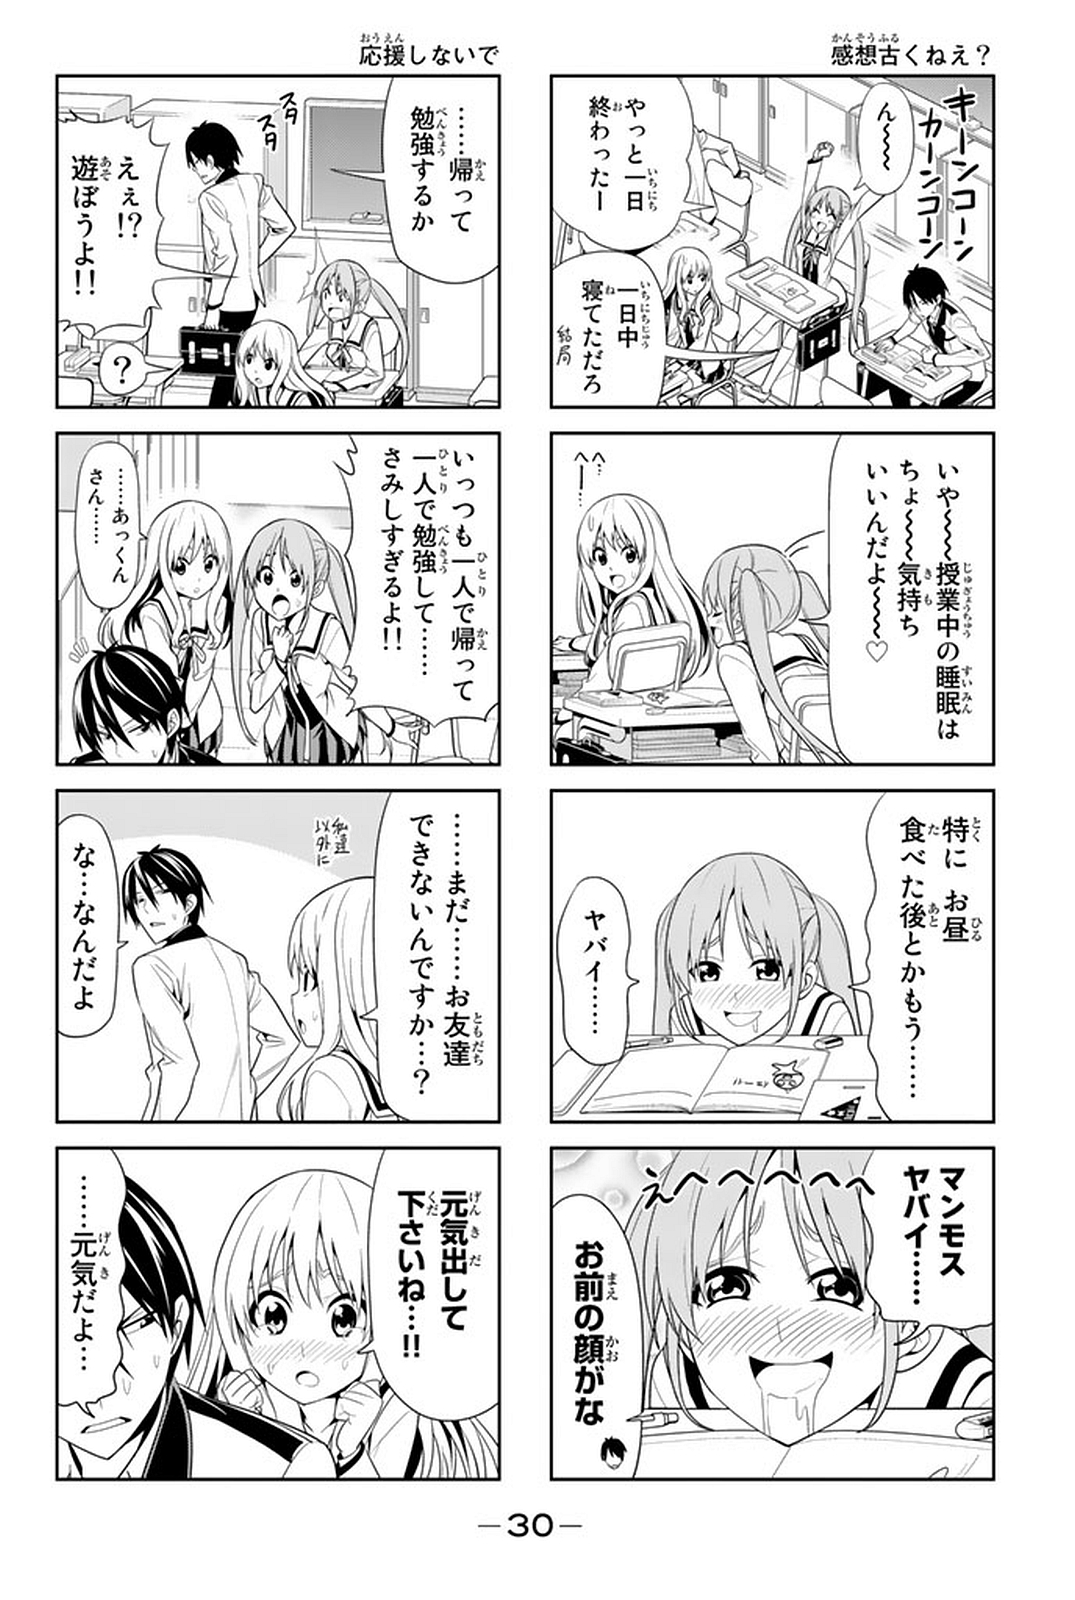 感想古くねえ?
キーンコーン
カーンコーン
ん～～～
やっと一日
終わったー
一日中
寝てただろ
結局
いや～～～授業中の睡眠は
ちょ～～～気持ち
いいんだよ～～～～♡
へ、
へー…
特に お昼
食べた後とかもう………
ヤバイ………
マンモス
ヤバイ……
えへへへへへ
お前の顔がな
応援しないで
スタ
スタ
……帰って
勉強するか
えぇ!?
遊ぼうよ!!
?
いっつも一人で帰って
一人で勉強して……
さみしすぎるよ!!
……あっくん
さん……
………まだ……お友達
できないんですか…?
私達
以外に
な…なんだよ
元気出して
下さいね…!!
……元気だよ…
—30—